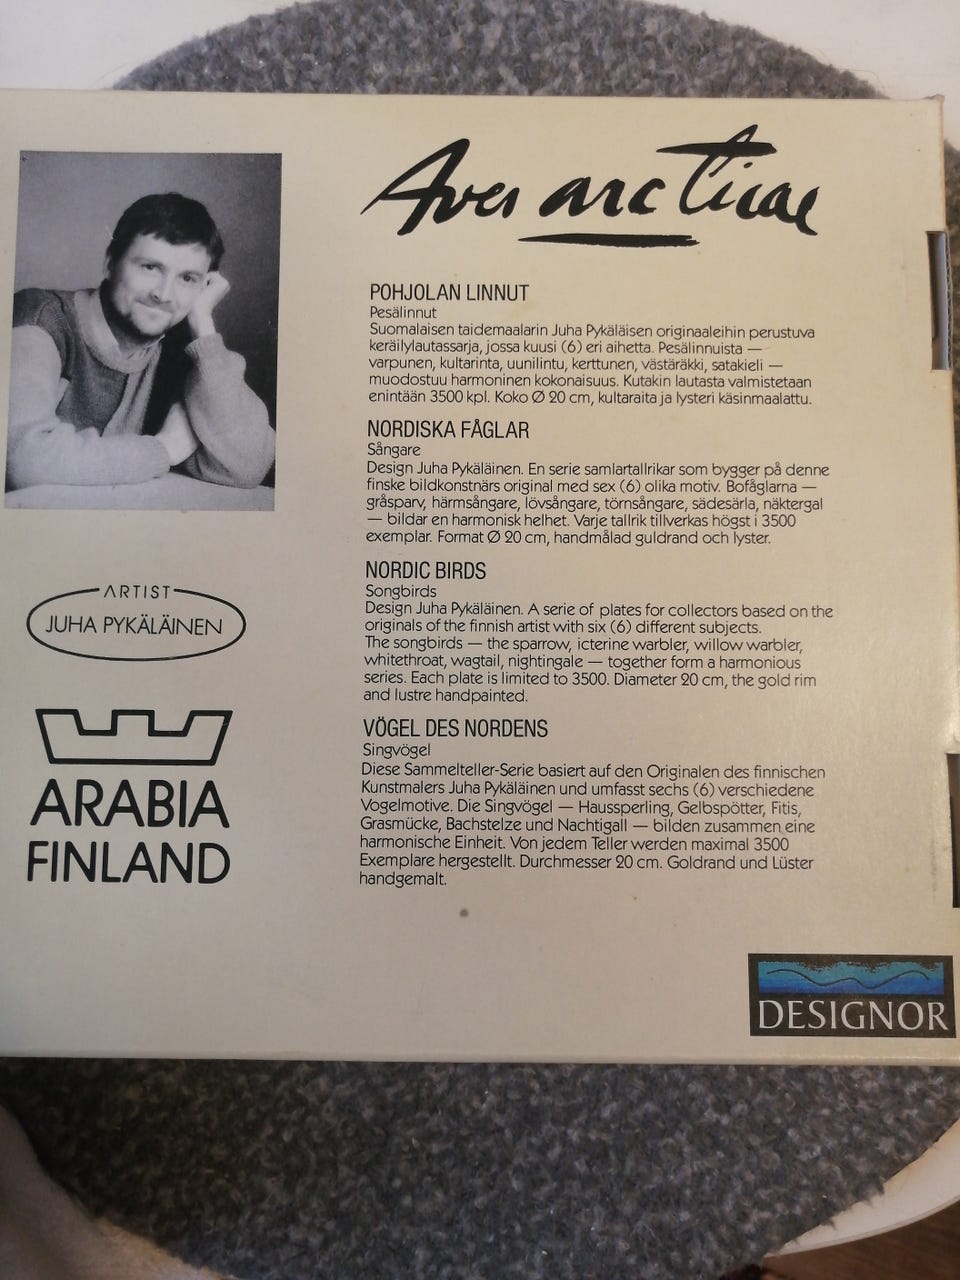 Aves arcticae
POHJOLAN LINNUT
Pesälinnut
Suomalaisen taidemaalarin Juha Pykäläisen originaaleihin perustuva
keräilylautassarja, jossa kuusi (6) eri aihetta. Pesälinnuista —
varpunen, kultarinta, uunilintu, kerttunen, västäräkki, satakieli —
muodostuu harmoninen kokonaisuus. Kutakin lautasta valmistetaan
enintään 3500 kpl. Koko Ø 20 cm, kultaraita ja lysteri käsinmaalattu.
NORDISKA FÅGLAR
Sångare
Design Juha Pykäläinen. En serie samlartallrikar som bygger på denne
finske bildkonstnärs original med sex (6) olika motiv. Bofåglarna —
gråsparv, härmsångare, lövsångare, törnsångare, sädesärla, näktergal
— bildar en harmonisk helhet. Varje tallrik tillverkas högst i 3500
exemplar. Format Ø 20 cm, handmålad guldrand och lyster.
NORDIC BIRDS
Songbirds
Design Juha Pykäläinen. A serie of plates for collectors based on the
originals of the finnish artist with six (6) different subjects.
The songbirds — the sparrow, icterine warbler, willow warbler,
whitethroat, wagtail, nightingale — together form a harmonious
series. Each plate is limited to 3500. Diameter 20 cm, the gold rim
and lustre handpainted.
VÖGEL DES NORDENS
Singvögel
Diese Sammelteller-Serie basiert auf den Originalen des finnischen
Kunstmalers Juha Pykäläinen und umfasst sechs (6) verschiedene
Vogelmotive. Die Singvögel — Haussperling, Gelbspötter, Fitis,
Grasmücke, Bachstelze und Nachtigall — bilden zusammen eine
harmonische Einheit. Von jedem Teller werden maximal 3500
Exemplare hergestellt. Durchmesser 20 cm. Goldrand und Lüster
handgemalt.
ARTIST
JUHA PYKÄLÄINEN
ARABIA
FINLAND
DESIGNOR